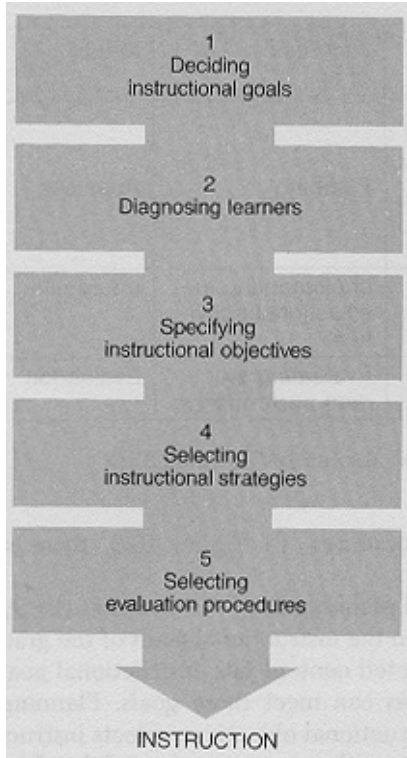 1
Deciding
instructional goals
2
Diagnosing learners
3
Specifying
instructional objectives
4
Selecting
instructional strategies
5
Selecting
evaluation procedures
INSTRUCTION